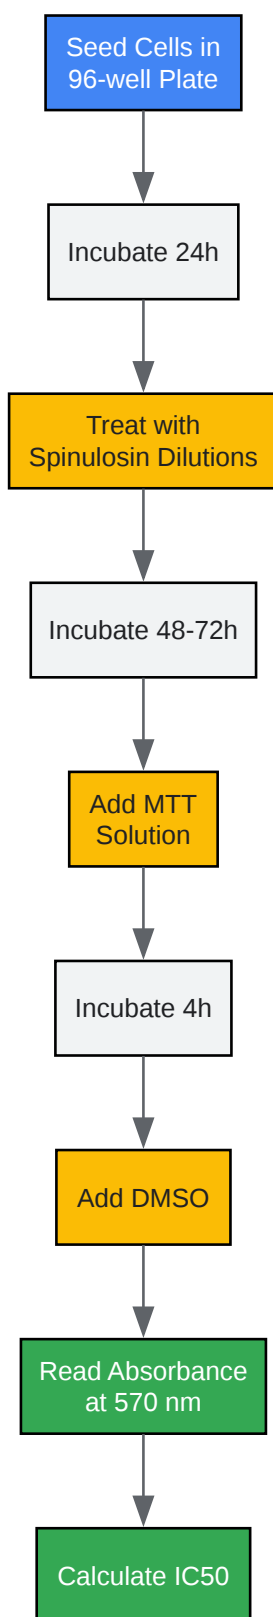 Seed Cells in
96-well Plate
Incubate 24h
Treat with
Spinulosin Dilutions
Incubate 48-72h
Add MTT
Solution
Incubate 4h
Add DMSO
Read Absorbance
at 570 nm
Calculate IC50